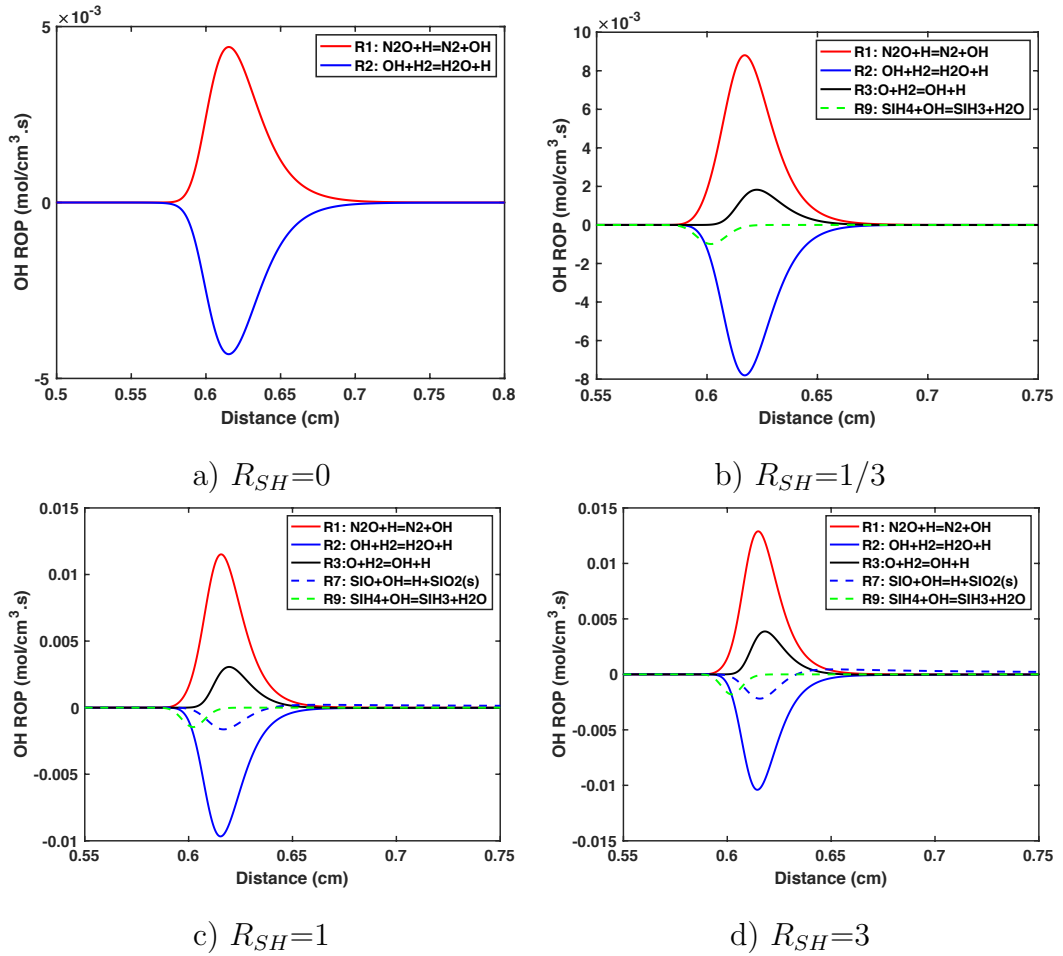 ×10⁻³
5
0
-5
OH ROP (mol/cm³.s)
R1: N2O+H=N2+OH
R2: OH+H2=H2O+H
0.5 0.55 0.6 0.65 0.7 0.75 0.8
Distance (cm)
a) R_SH=0
×10⁻³
10
8
6
4
2
0
-2
-4
-6
-8
OH ROP (mol/cm³.s)
R1: N2O+H=N2+OH
R2: OH+H2=H2O+H
R3:O+H2=OH+H
R9: SIH4+OH=SIH3+H2O
0.55 0.6 0.65 0.7 0.75
Distance (cm)
b) R_SH=1/3
0.015
0.01
0.005
0
-0.005
-0.01
OH ROP (mol/cm³.s)
R1: N2O+H=N2+OH
R2: OH+H2=H2O+H
R3:O+H2=OH+H
R7: SIO+OH=H+SIO2(s)
R9: SIH4+OH=SIH3+H2O
0.55 0.6 0.65 0.7 0.75
Distance (cm)
c) R_SH=1
0.015
0.01
0.005
0
-0.005
-0.01
-0.015
OH ROP (mol/cm³.s)
R1: N2O+H=N2+OH
R2: OH+H2=H2O+H
R3:O+H2=OH+H
R7: SIO+OH=H+SIO2(s)
R9: SIH4+OH=SIH3+H2O
0.55 0.6 0.65 0.7 0.75
Distance (cm)
d) R_SH=3